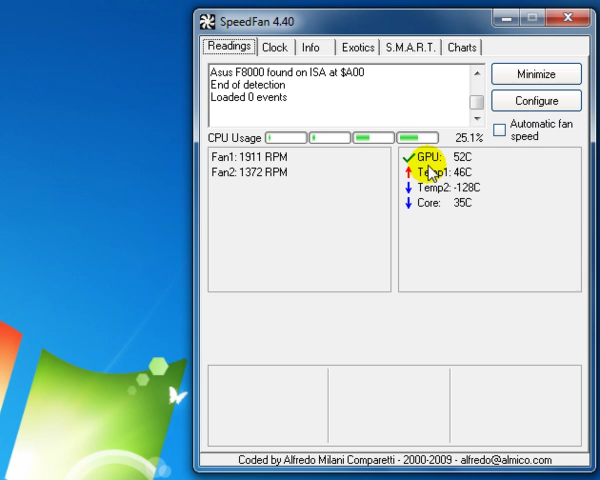 SpeedFan 4.40
Readings Clock Info Exotics S.M.A.R.T. Charts
Asus F8000 found on ISA at $A00
End of detection
Loaded 0 events
Minimize
Configure
Automatic fan
speed
CPU Usage 25.1%
Fan1: 1911 RPM
Fan2: 1372 RPM
GPU: 52C
Temp1: 46C
Temp2: -128C
Core: 35C
Coded by Alfredo Milani Comparetti - 2000-2009 - alfredo@almico.com